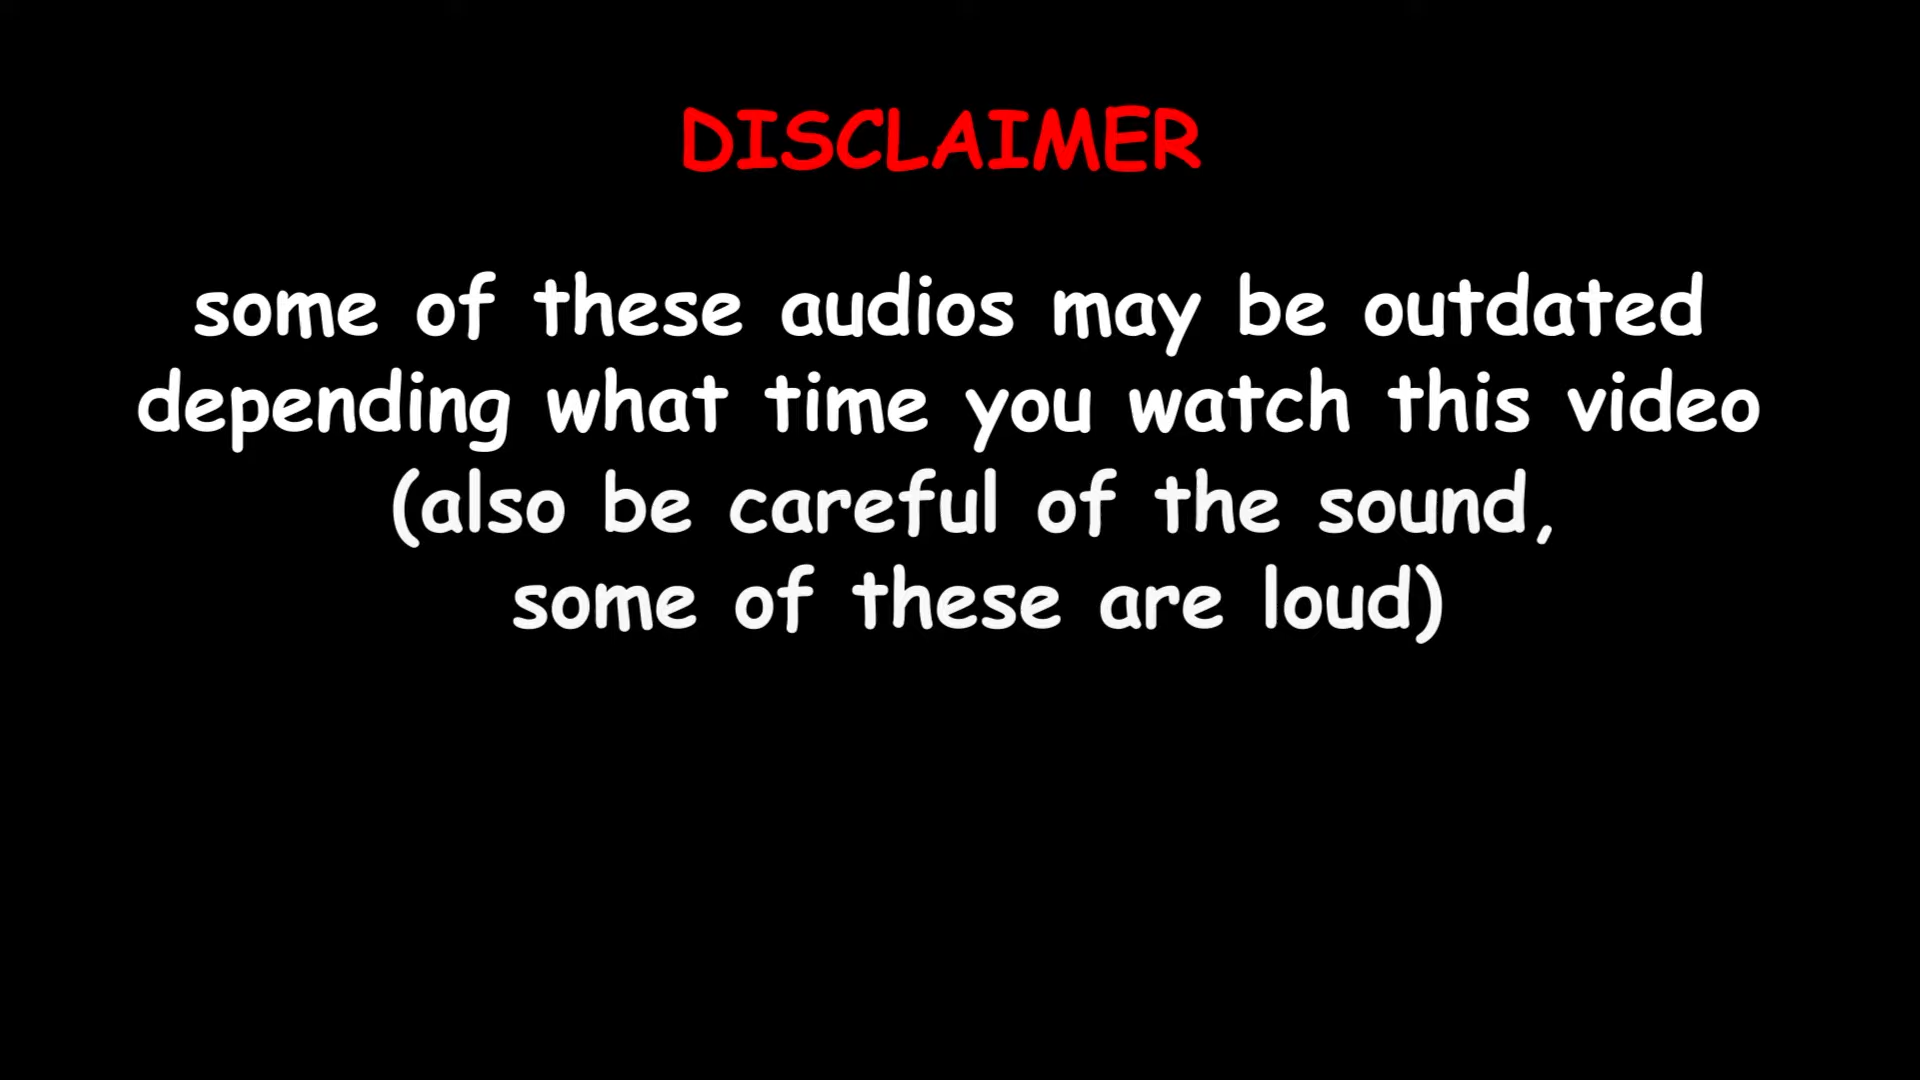 DISCLAIMER
some of these audios may be outdated
depending what time you watch this video
(also be careful of the sound,
some of these are loud)